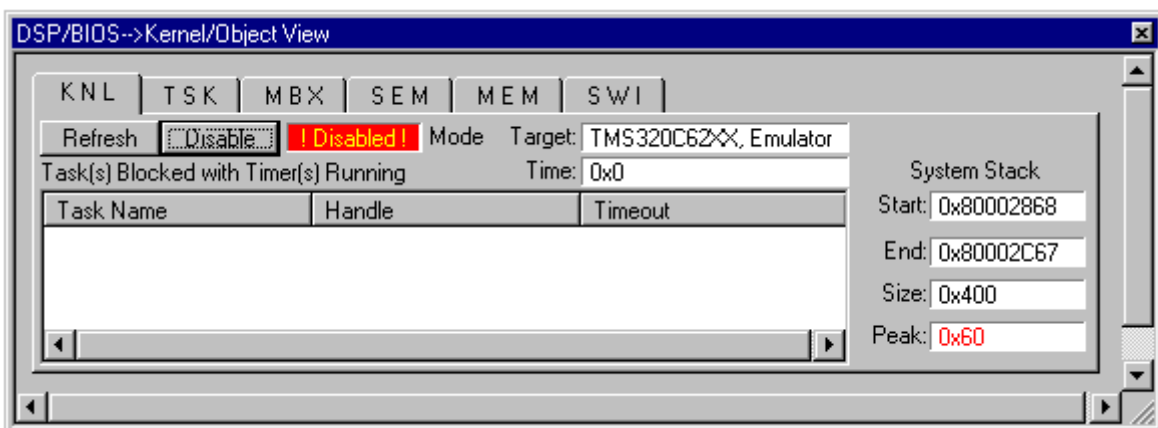 DSP/BIOS-->Kernel/Object View
KNL TSK MBX SEM MEM SWI
Refresh Disable ! Disabled ! Mode Target: TMS320C62XX, Emulator
Task(s) Blocked with Timer(s) Running Time: 0x0 System Stack
Task Name Handle Timeout Start: 0x80002868
End: 0x80002C67
Size: 0x400
Peak: 0x60